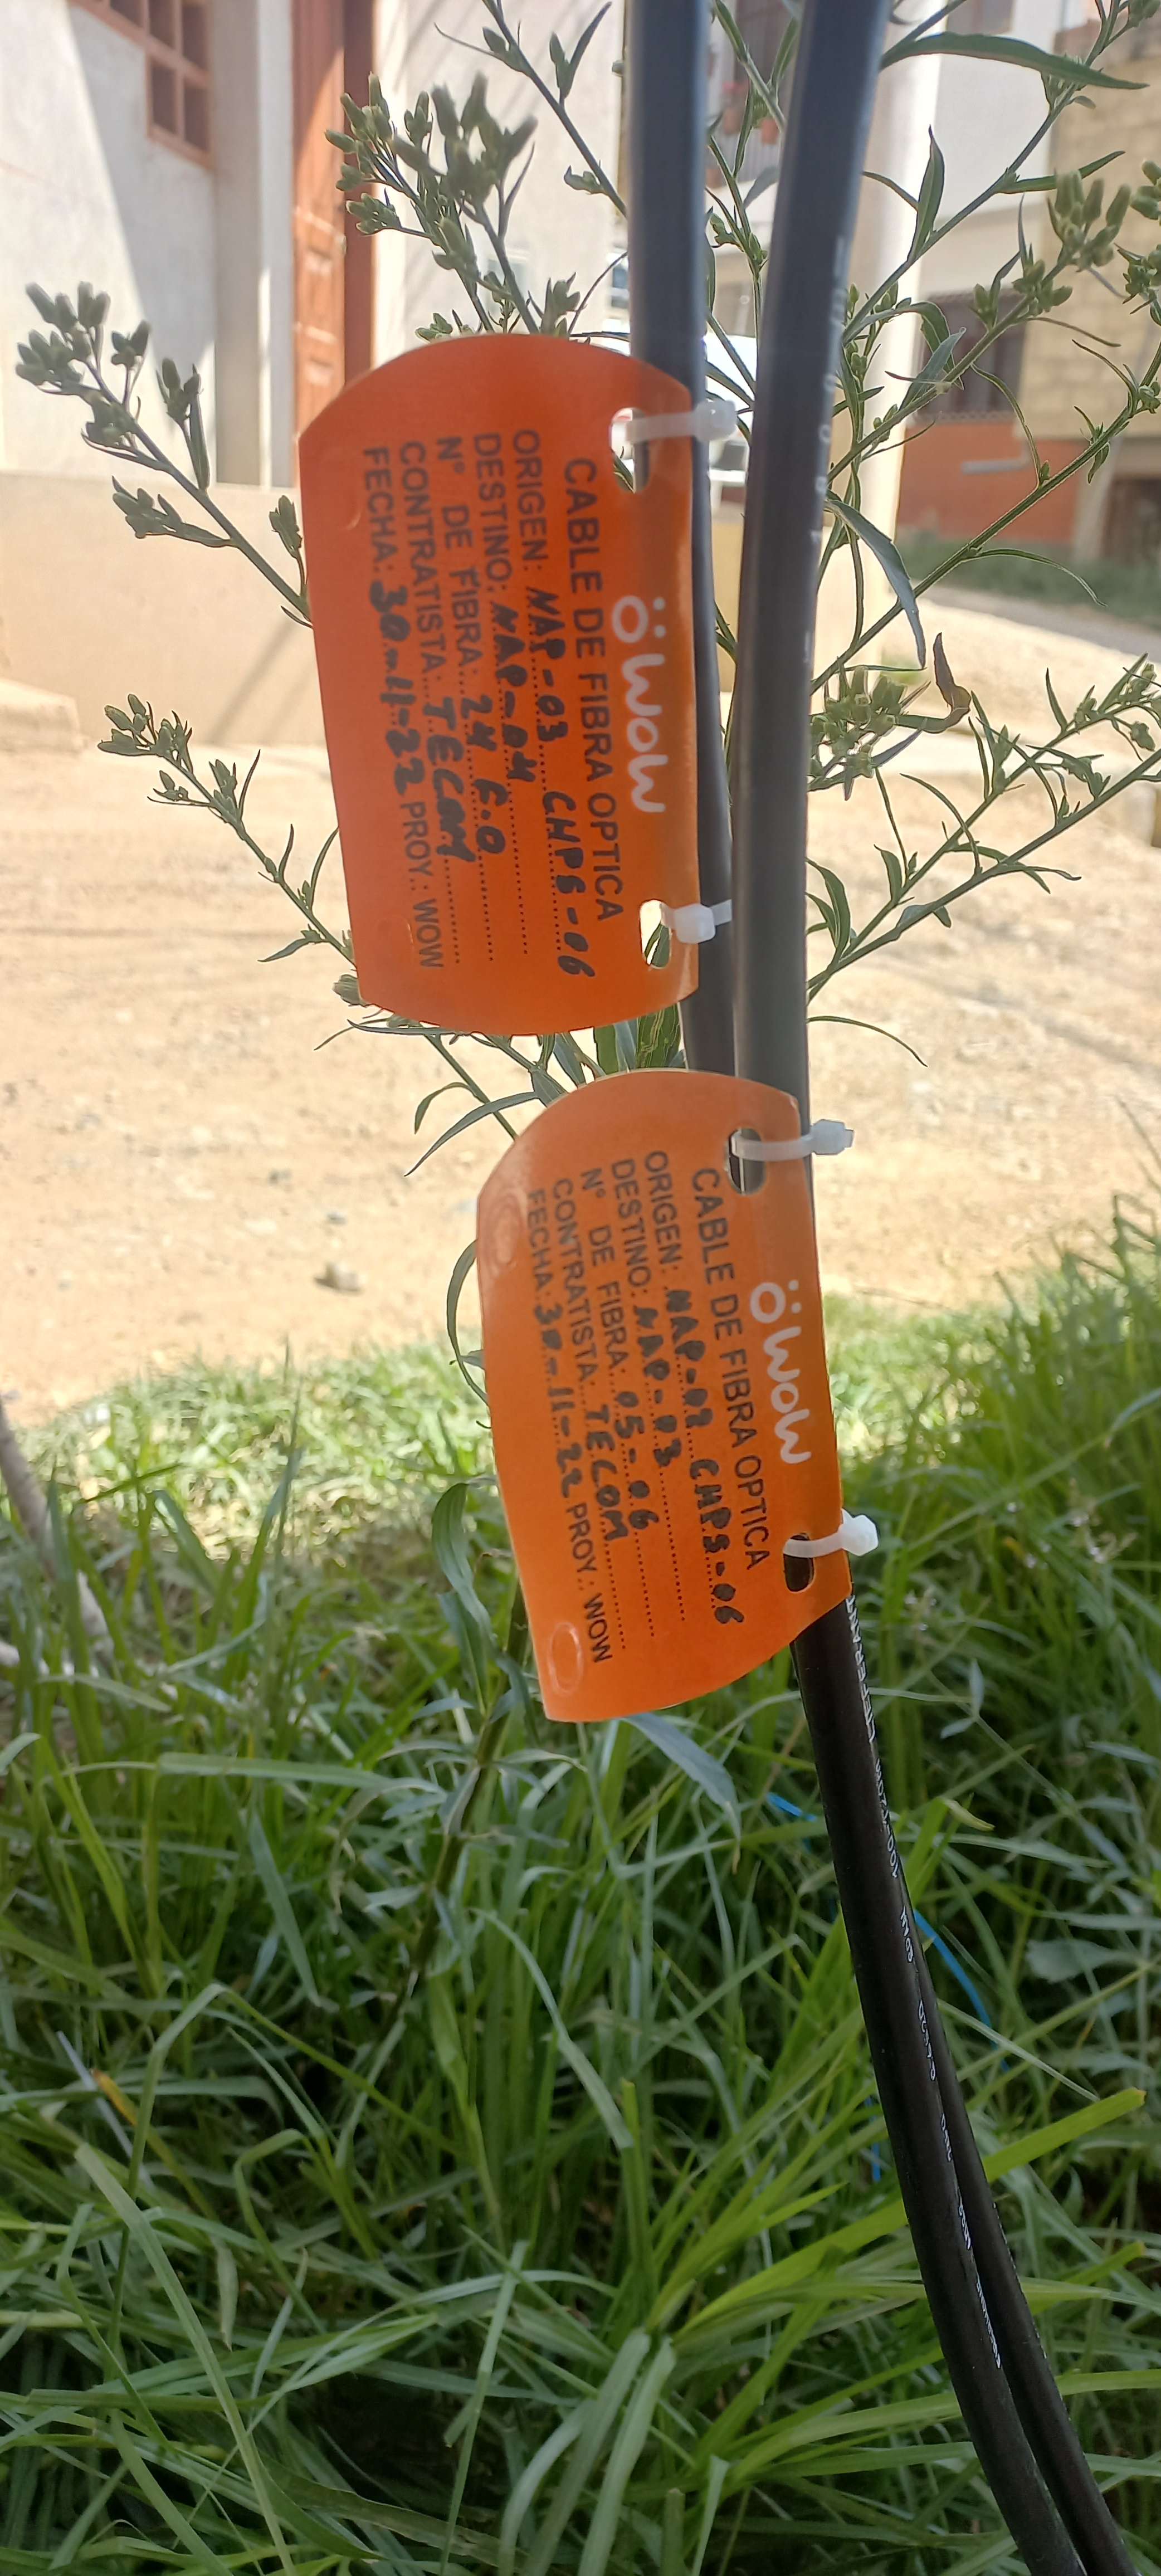 öwow
CABLE DE FIBRA OPTICA
ORIGEN: NAP-03 CHPS-06
DESTINO: NAP-04
N° DE FIBRA: 24 F.O
CONTRATISTA: TECOM
FECHA: 30-11-22 PROY.: WOW
öwow
CABLE DE FIBRA OPTICA
ORIGEN: NAP-02 CHPS-06
DESTINO: NAP-03
N° DE FIBRA: 05-06
CONTRATISTA: TECOM
FECHA: 30-11-22 PROY.: WOW